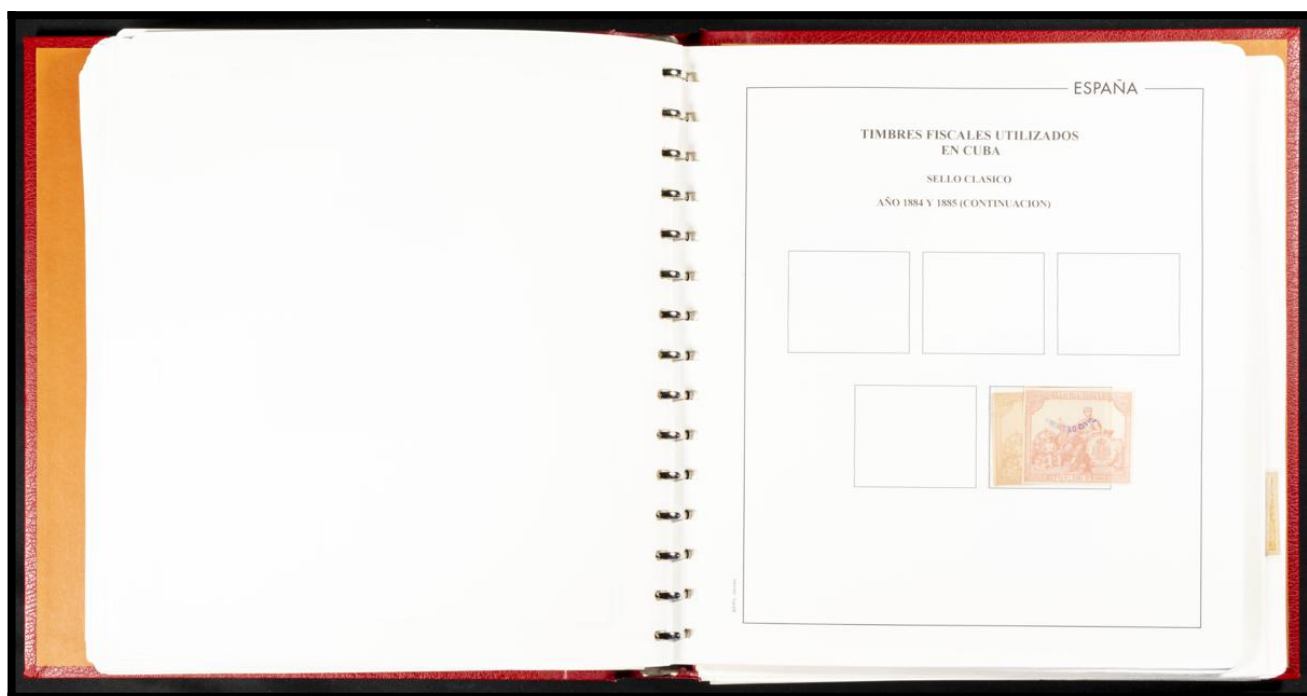 ESPAÑA
TIMBRES FISCALES UTILIZADOS
EN CUBA
SELLO CLASICO
AÑO 1884 Y 1885 (CONTINUACION)